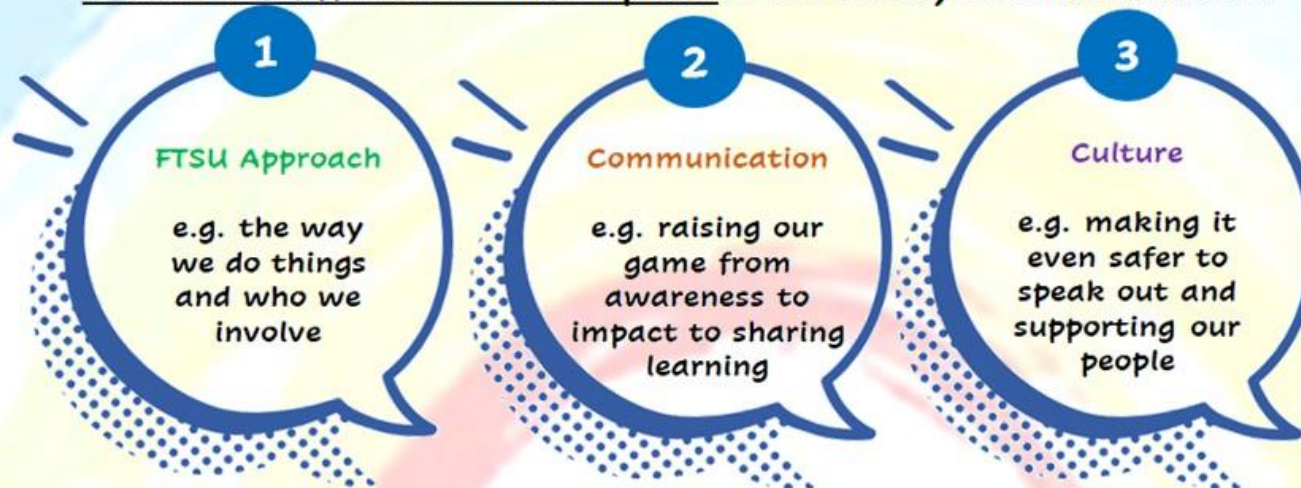 1
FTSU Approach
e.g. the way
we do things
and who we
involve
2
Communication
e.g. raising our
game from
awareness to
impact to sharing
learning
3
Culture
e.g. making it
even safer to
speak out and
supporting our
people